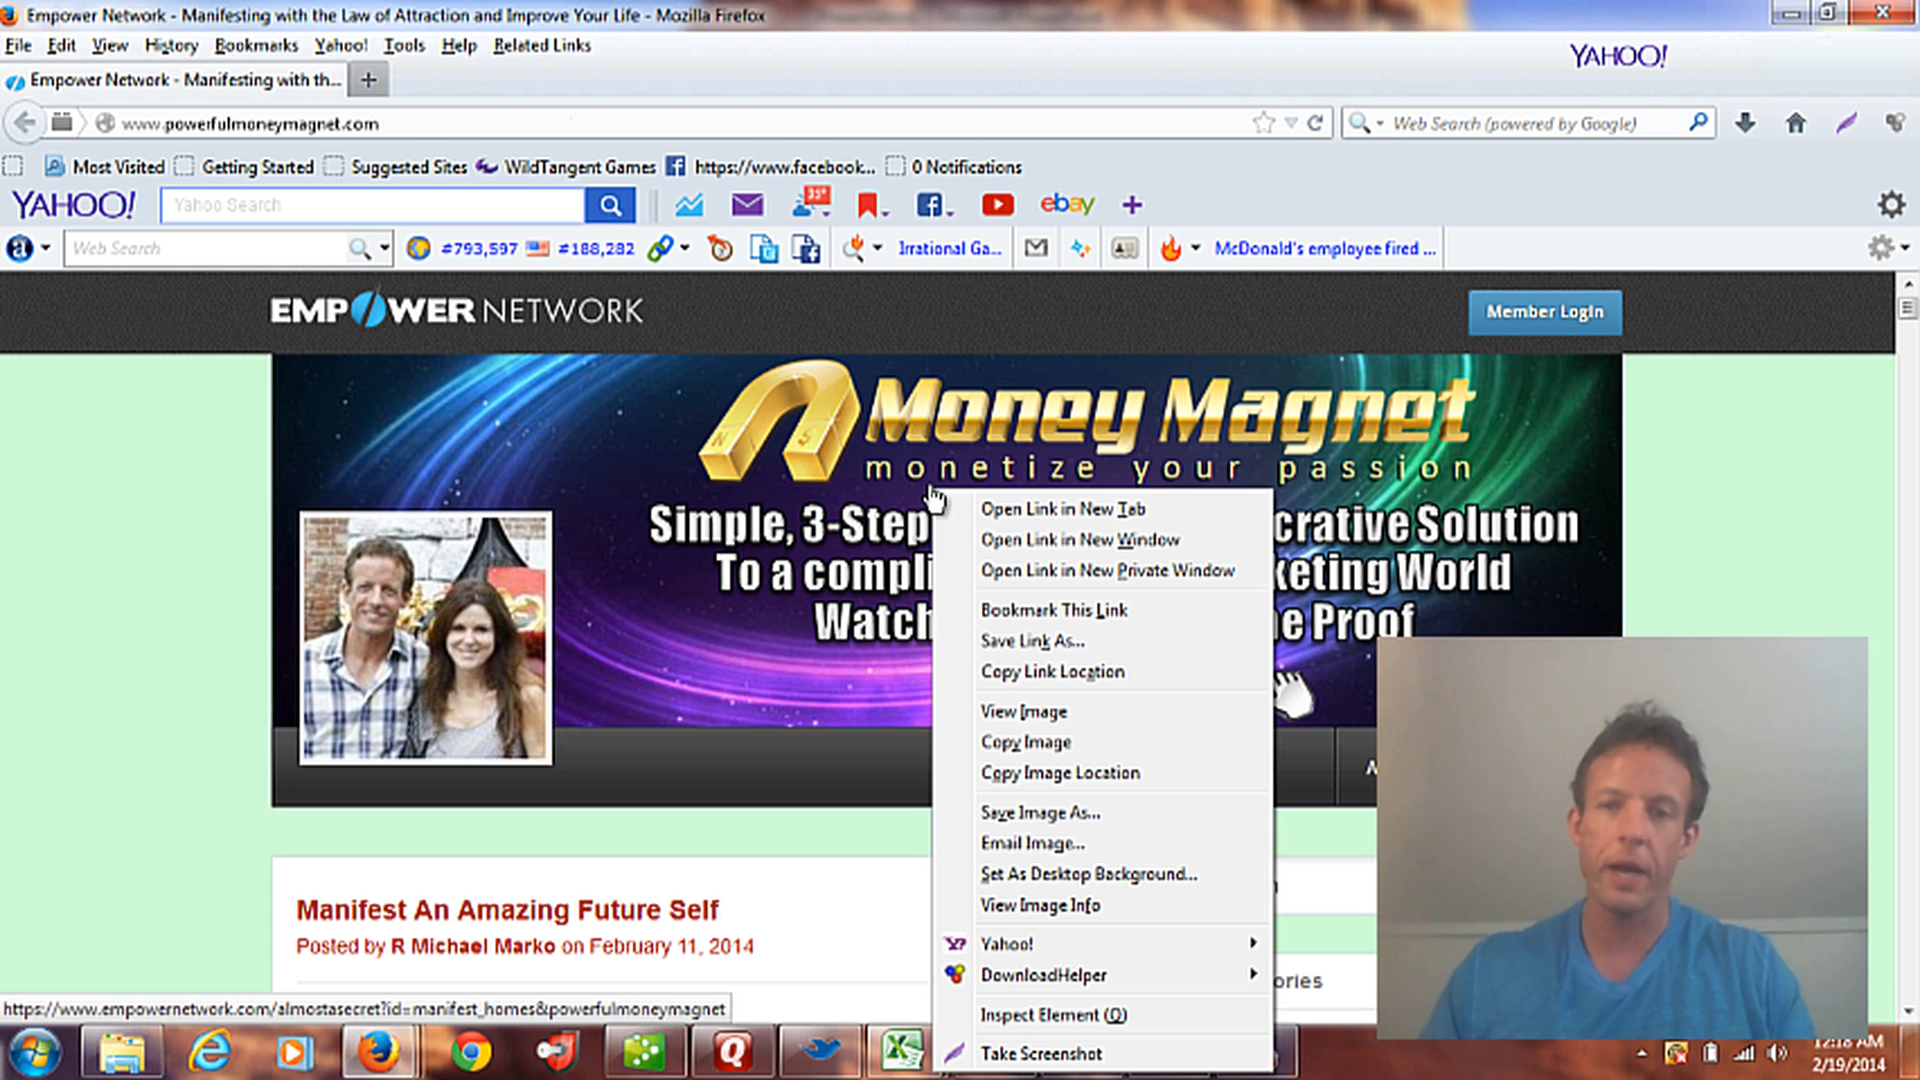 Empower Network - Manifesting with the Law of Attraction and Improve Your Life - Mozilla Firefox
File Edit View History Bookmarks Yahoo! Tools Help Related Links
YAHOO!
Empower Network - Manifesting with th...
www.powerfulmoneymagnet.com
Web Search (powered by Google)
Most Visited Getting Started Suggested Sites WildTangent Games https://www.facebook... 0 Notifications
YAHOO! Yahoo Search 35° ebay
a Web Search #793,597 #188,282 Irrational Ga... McDonald's employee fired ...
EMPOWER NETWORK
Member Login
Money Magnet
N S
monetize your passion
Simple, 3-Step crative Solution
To a compli keting World
Watch e Proof
Open Link in New Tab
Open Link in New Window
Open Link in New Private Window
Bookmark This Link
Save Link As...
Copy Link Location
View Image
Copy Image
Copy Image Location
Save Image As...
Email Image...
Set As Desktop Background...
View Image Info
Yahoo!
DownloadHelper
Inspect Element (Q)
Take Screenshot
Manifest An Amazing Future Self
Posted by R Michael Marko on February 11, 2014
ories
https://www.empowernetwork.com/almostasecret?id=manifest_homes&powerfulmoneymagnet
12:18 AM
2/19/2014